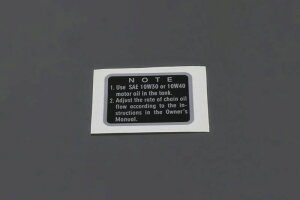 NOTE
1. Use SAE 10W30 or 10W40
motor oil in the tank.
2. Adjust the rate of chain oil
flow according to the in-
structions in the Owner's
Manual.